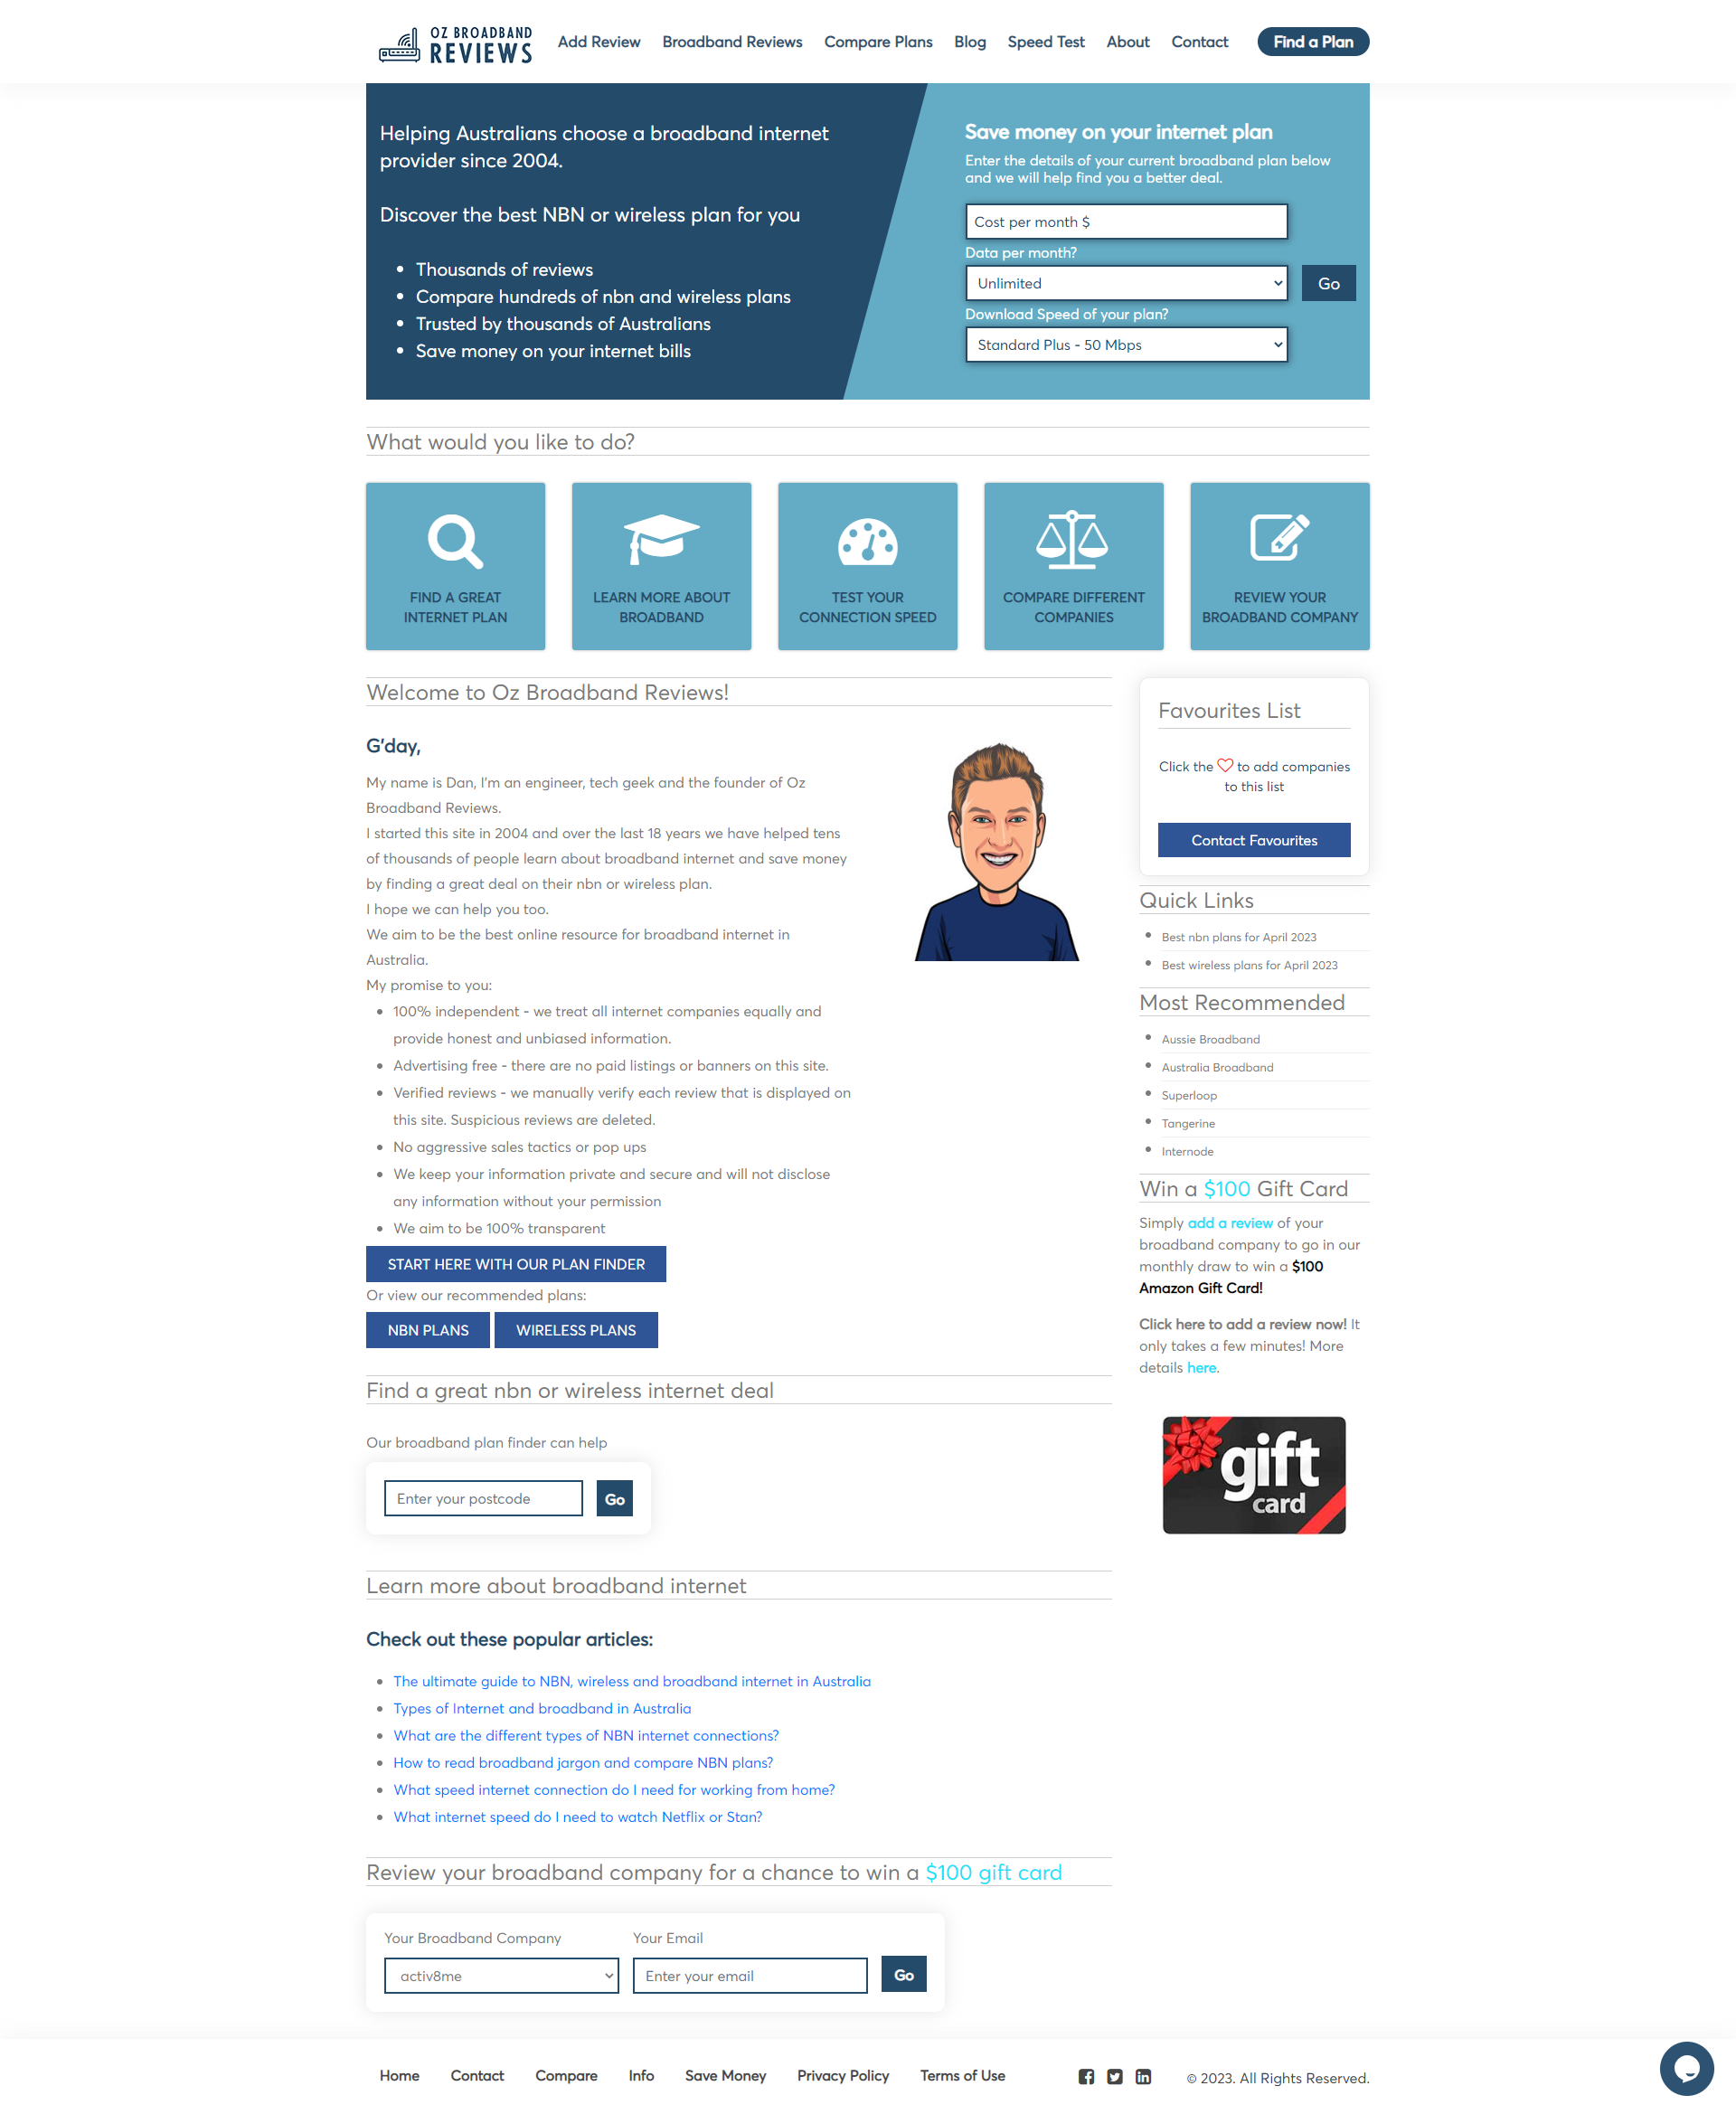 OZ BROADBAND
REVIEWS
Add Review
Broadband Reviews
Compare Plans
Blog
Speed Test
About
Contact
Find a Plan
Helping Australians choose a broadband internet
provider since 2004.
Discover the best NBN or wireless plan for you
Thousands of reviews
Compare hundreds of nbn and wireless plans
Trusted by thousands of Australians
Save money on your internet bills
Save money on your internet plan
Enter the details of your current broadband plan below
and we will help find you a better deal.
Cost per month $
Data per month?
Unlimited
Go
Download Speed of your plan?
Standard Plus - 50 Mbps
What would you like to do?
FIND A GREAT
INTERNET PLAN
LEARN MORE ABOUT
BROADBAND
TEST YOUR
CONNECTION SPEED
COMPARE DIFFERENT
COMPANIES
REVIEW YOUR
BROADBAND COMPANY
Welcome to Oz Broadband Reviews!
G'day,
My name is Dan, I'm an engineer, tech geek and the founder of Oz
Broadband Reviews.
I started this site in 2004 and over the last 18 years we have helped tens
of thousands of people learn about broadband internet and save money
by finding a great deal on their nbn or wireless plan.
I hope we can help you too.
We aim to be the best online resource for broadband internet in
Australia.
My promise to you:
100% independent - we treat all internet companies equally and
provide honest and unbiased information.
Advertising free - there are no paid listings or banners on this site.
Verified reviews - we manually verify each review that is displayed on
this site. Suspicious reviews are deleted.
No aggressive sales tactics or pop ups
We keep your information private and secure and will not disclose
any information without your permission
We aim to be 100% transparent
START HERE WITH OUR PLAN FINDER
Or view our recommended plans:
NBN PLANS
WIRELESS PLANS
Find a great nbn or wireless internet deal
Our broadband plan finder can help
Enter your postcode
Go
Learn more about broadband internet
Check out these popular articles:
The ultimate guide to NBN, wireless and broadband internet in Australia
Types of Internet and broadband in Australia
What are the different types of NBN internet connections?
How to read broadband jargon and compare NBN plans?
What speed internet connection do I need for working from home?
What internet speed do I need to watch Netflix or Stan?
Review your broadband company for a chance to win a $100 gift card
Your Broadband Company
Your Email
activ8me
Enter your email
Go
Favourites List
Click the to add companies
to this list
Contact Favourites
Quick Links
Best nbn plans for April 2023
Best wireless plans for April 2023
Most Recommended
Aussie Broadband
Australia Broadband
Superloop
Tangerine
Internode
Win a $100 Gift Card
Simply add a review of your
broadband company to go in our
monthly draw to win a $100
Amazon Gift Card!
Click here to add a review now! It
only takes a few minutes! More
details here.
gift
card
Home
Contact
Compare
Info
Save Money
Privacy Policy
Terms of Use
© 2023. All Rights Reserved.